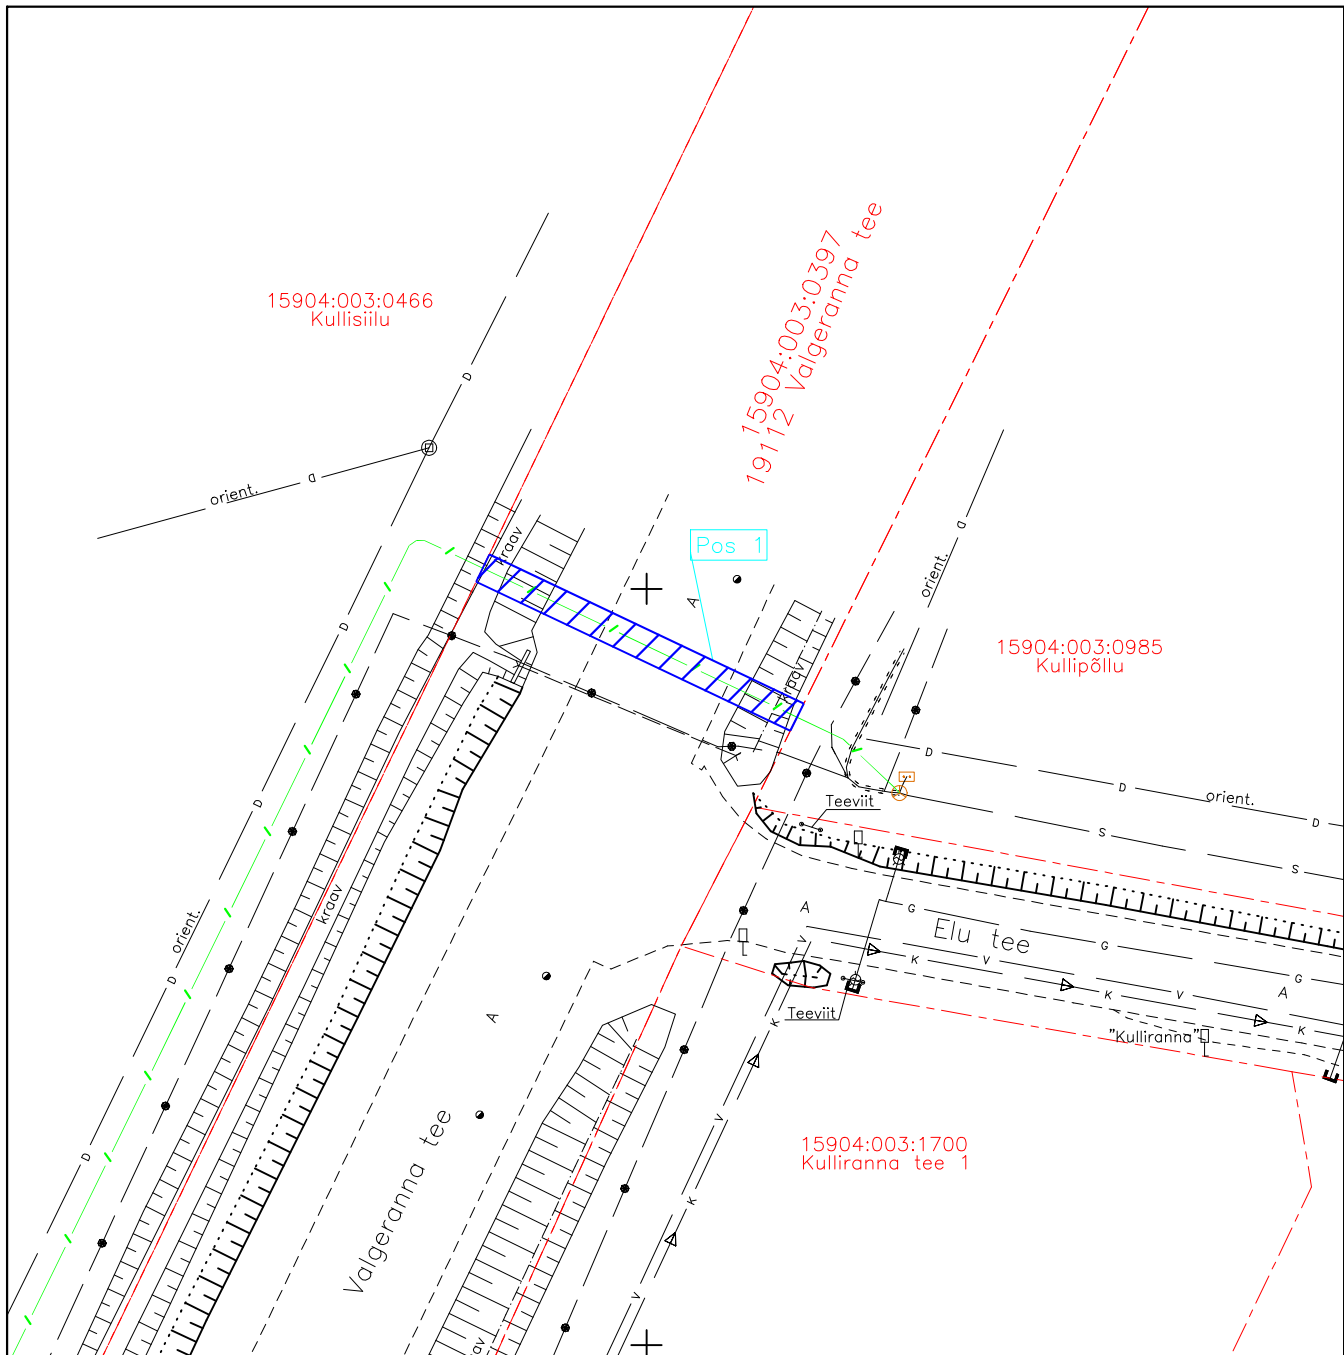 15904:003:0466
Kullisiilu
15904:003:0397
19112 Valgeranna tee
D
orient.
D
kraav
Pos 1
A
orient.
D
15904:003:0985
Kullipõllu
kraav
D
D
D
orient.
D
D
Teeviit
S
S
kraav
orient.
D
D
A
G
Elu tee
G
G
V
K
V
K
V
A
K
V
K
Teeviit
"Kulliranna"
A
Valgeranna tee
15904:003:1700
Kulliranna tee 1
D
V
K
V